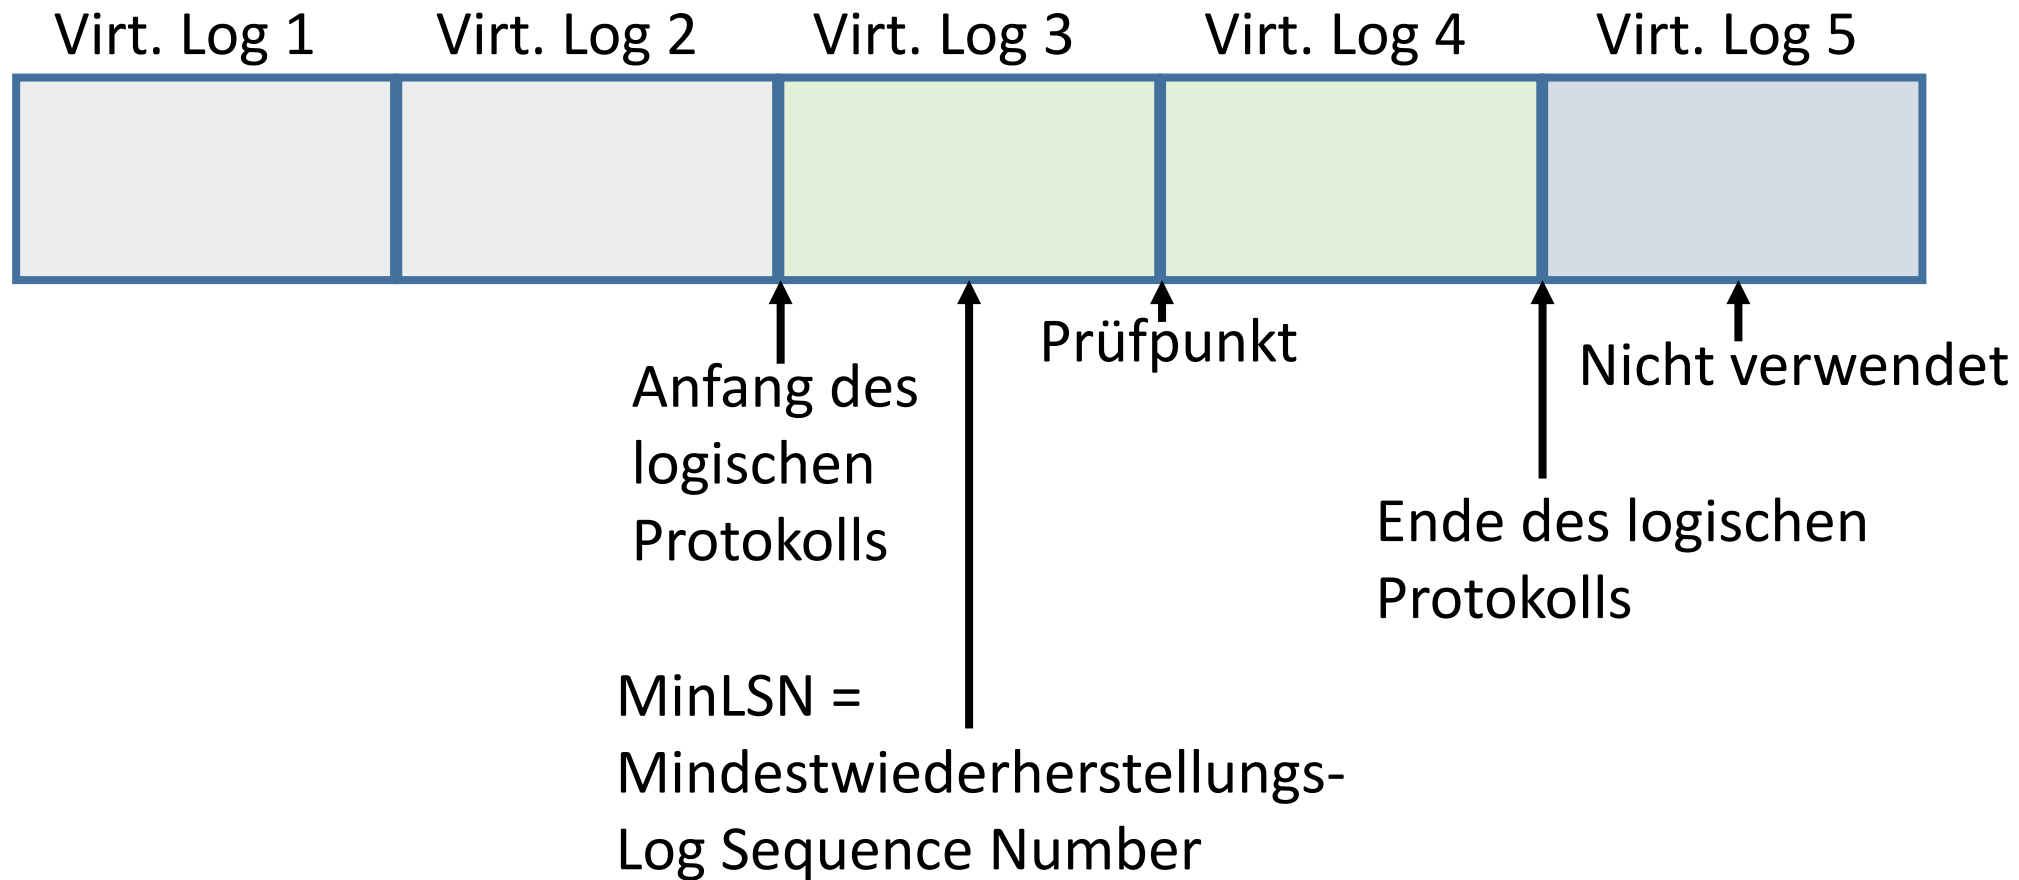 Virt. Log 1 Virt. Log 2 Virt. Log 3 Virt. Log 4 Virt. Log 5
Anfang des
logischen
Protokolls
MinLSN =
Mindestwiederherstellungs-
Log Sequence Number
Prüfpunkt
Ende des logischen
Protokolls
Nicht verwendet